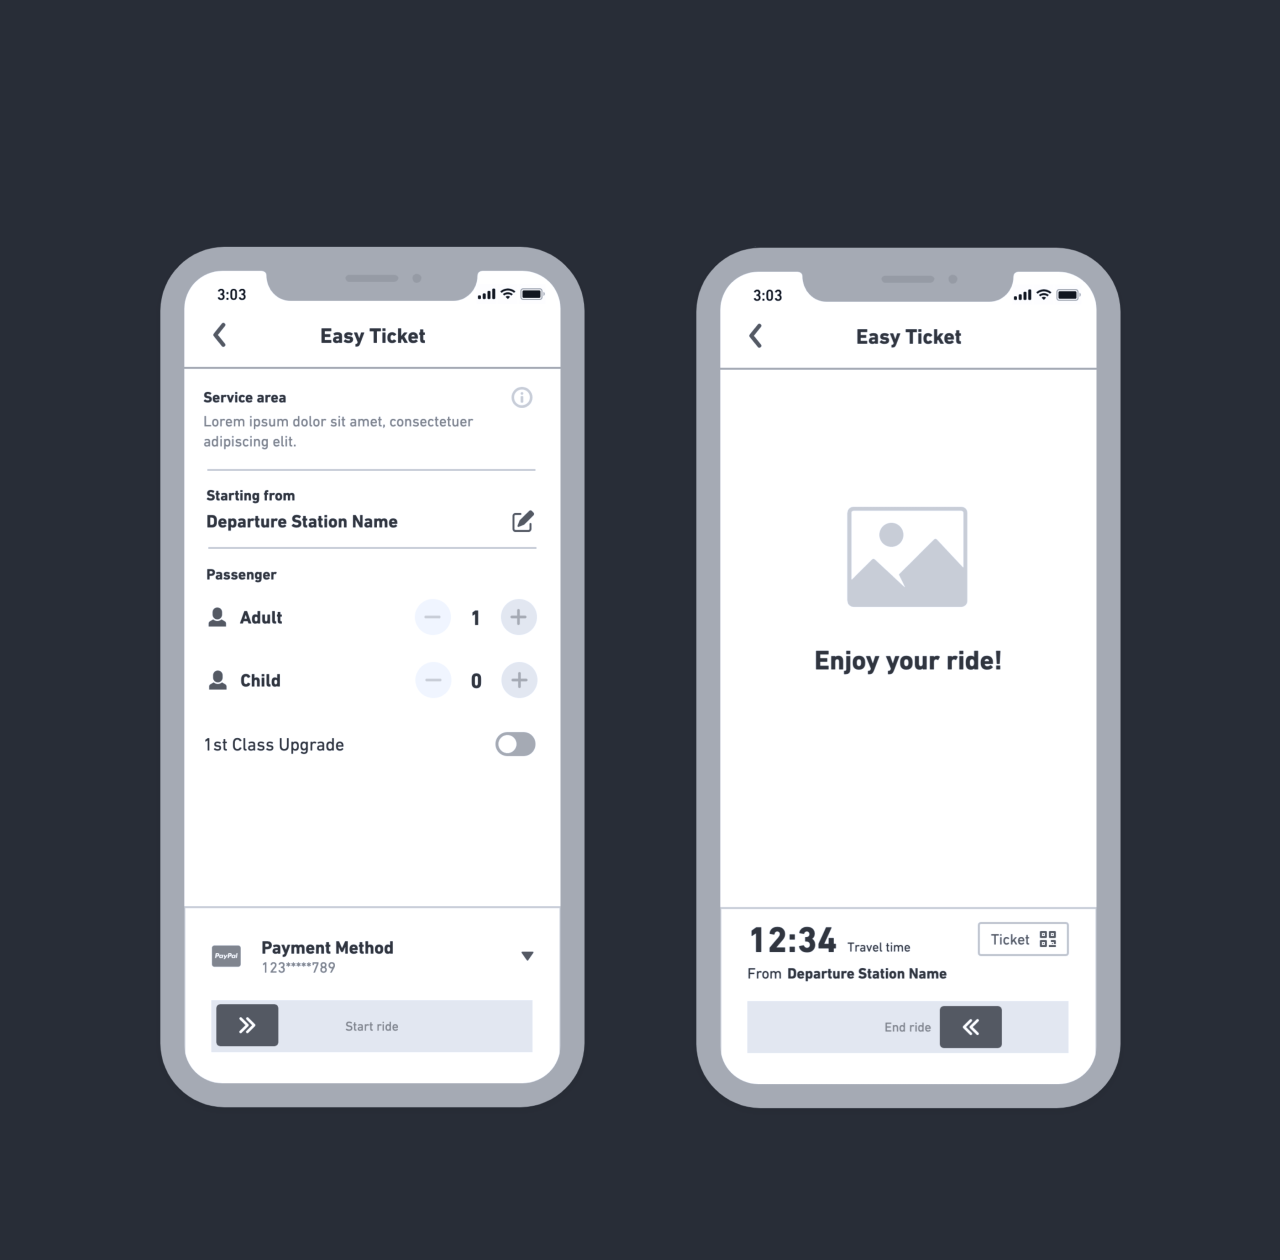 3:03
Easy Ticket
Service area
Lorem ipsum dolor sit amet, consectetuer
adipiscing elit.
Starting from
Departure Station Name
Passenger
Adult 1
Child 0
1st Class Upgrade
PayPal
Payment Method
123*****789
Start ride
3:03
Easy Ticket
Enjoy your ride!
12:34 Travel time
Ticket
From Departure Station Name
End ride